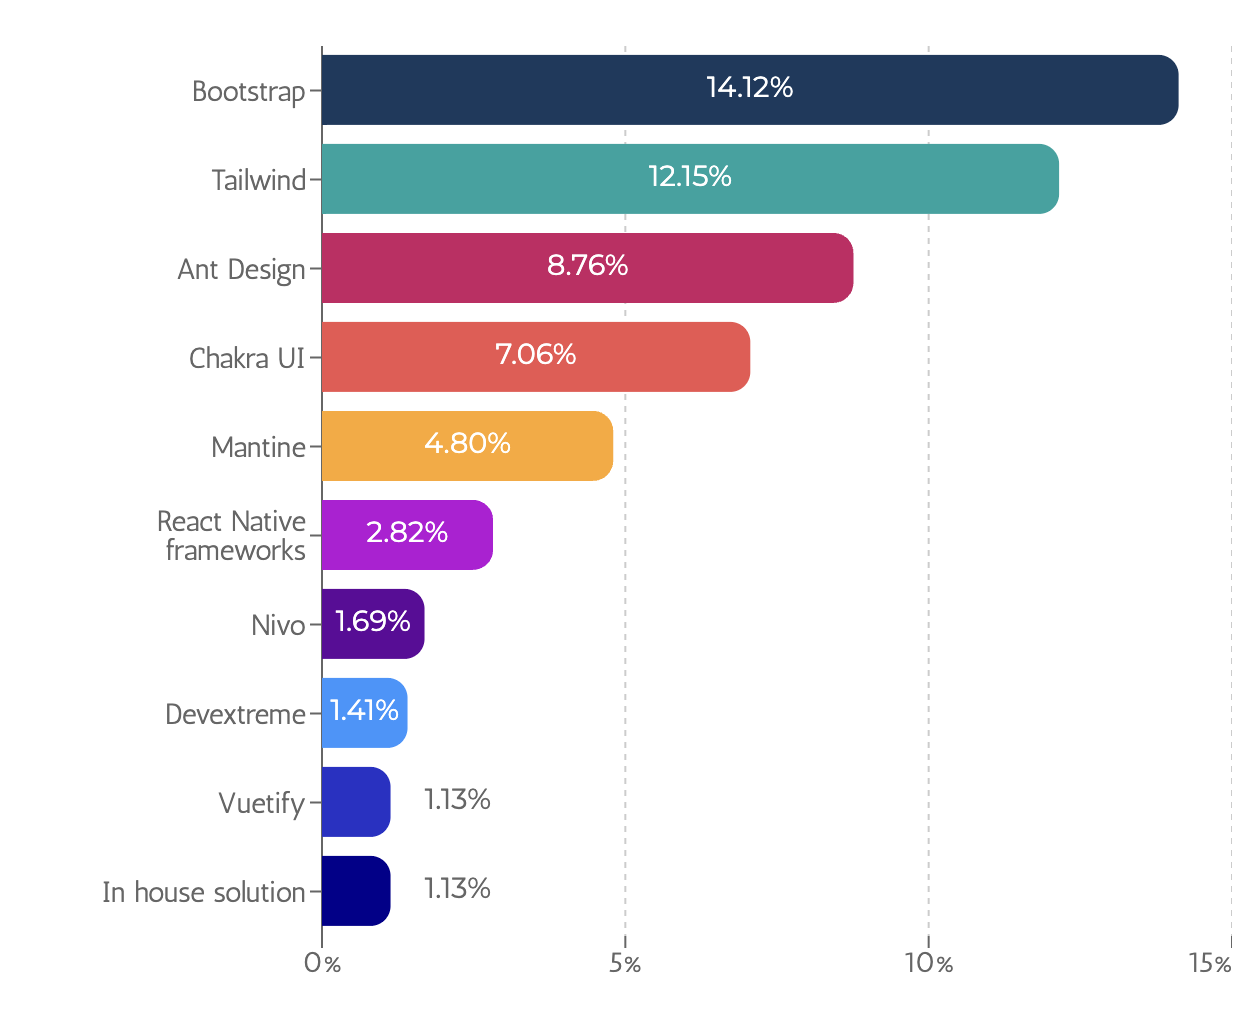 Bootstrap
14.12%
Tailwind
12.15%
Ant Design
8.76%
Chakra UI
7.06%
Mantine
4.80%
React Native
frameworks
2.82%
Nivo
1.69%
Devextreme
1.41%
Vuetify
1.13%
In house solution
1.13%
0% 5% 10% 15%